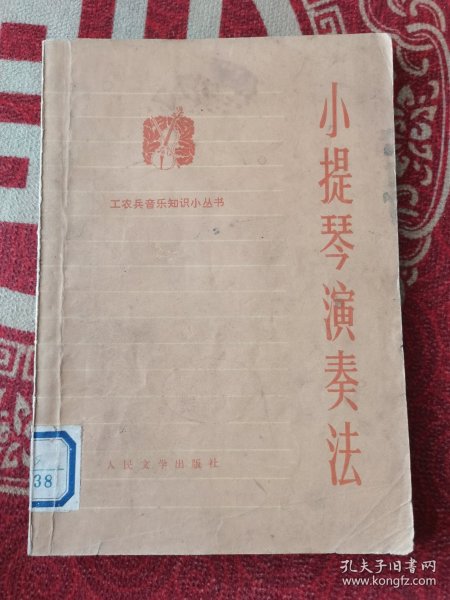 小提琴演奏法
工农兵音乐知识小丛书
人民文学出版社
38
孔夫子旧书网
www.kongfz.com